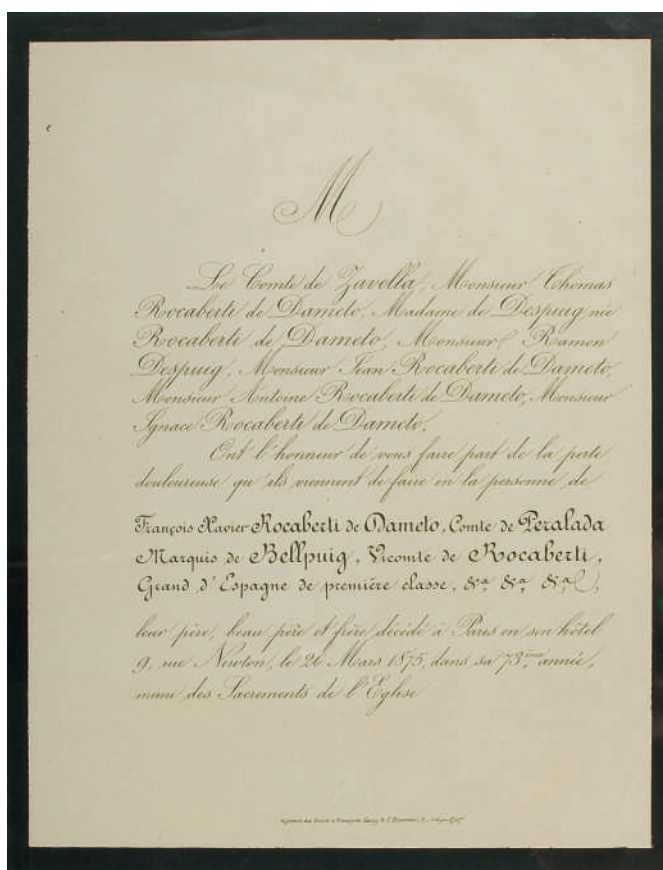 M
Le Comte de Zavella, Monsieur Thomas
Rocaberti de Dameto, Madame de Despuig née
Rocaberti de Dameto, Monsieur Ramon
Despuig, Monsieur Jean Rocaberti de Dameto,
Monsieur Antoine Rocaberti de Dameto, Monsieur
Ignace Rocaberti de Dameto,
Ont l'honneur de vous faire part de la perte
douloureuse qu'ils viennent de faire en la personne de
François Xavier Rocaberti de Dameto, Comte de Peralada
Marquis de Bellpuig, Vicomte de Rocaberti,
Grand d'Espagne de première classe, &a, &a, &a,
leur père, beau père et frère décédé à Paris en son hôtel
9, rue Newton, le 20 Mars 1875, dans sa 73ème année,
muni des Sacrements de l'Eglise